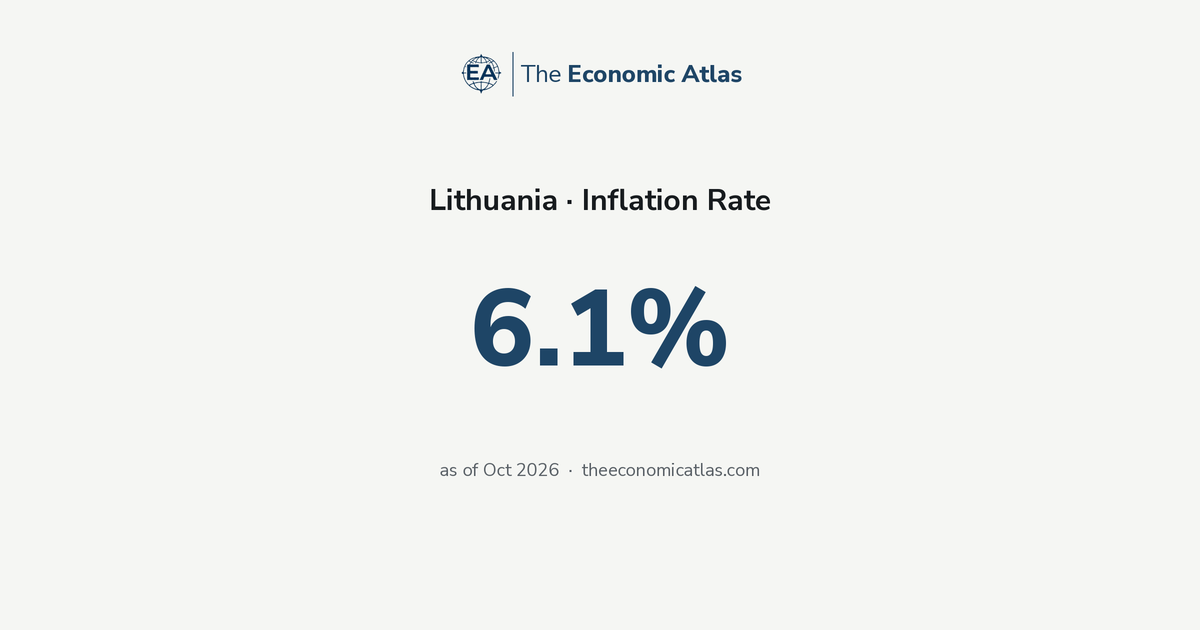 EA The Economic Atlas
Lithuania · Inflation Rate
6.1%
as of Oct 2026 · theeconomicatlas.com